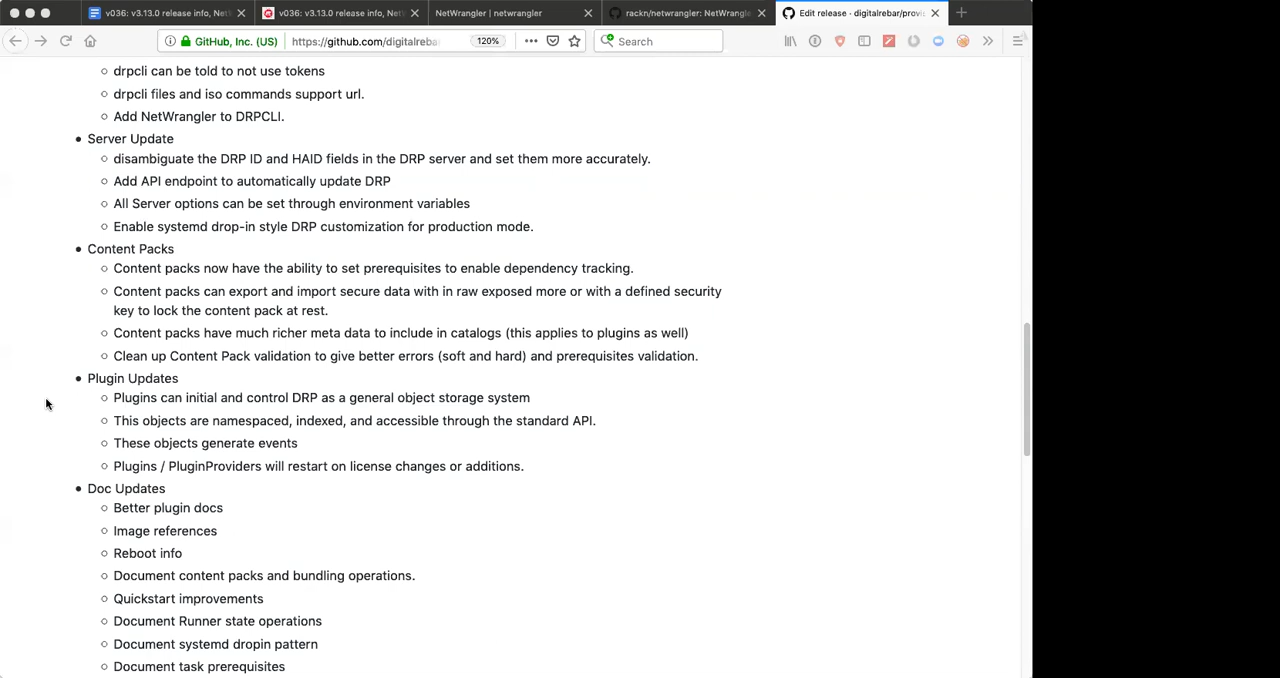 v036: v3.13.0 release info, Net
v036: v3.13.0 release info, Net
NetWrangler | netwrangler
rackn/netwrangler: NetWrangle
Edit release · digitalrebar/provi
GitHub, Inc. (US)
https://github.com/digitalreba
120%
Search
drpcli can be told to not use tokens
drpcli files and iso commands support url.
Add NetWrangler to DRPCLI.
Server Update
disambiguate the DRP ID and HAID fields in the DRP server and set them more accurately.
Add API endpoint to automatically update DRP
All Server options can be set through environment variables
Enable systemd drop-in style DRP customization for production mode.
Content Packs
Content packs now have the ability to set prerequisites to enable dependency tracking.
Content packs can export and import secure data with in raw exposed more or with a defined security
key to lock the content pack at rest.
Content packs have much richer meta data to include in catalogs (this applies to plugins as well)
Clean up Content Pack validation to give better errors (soft and hard) and prerequisites validation.
Plugin Updates
Plugins can initial and control DRP as a general object storage system
This objects are namespaced, indexed, and accessible through the standard API.
These objects generate events
Plugins / PluginProviders will restart on license changes or additions.
Doc Updates
Better plugin docs
Image references
Reboot info
Document content packs and bundling operations.
Quickstart improvements
Document Runner state operations
Document systemd dropin pattern
Document task prerequisites